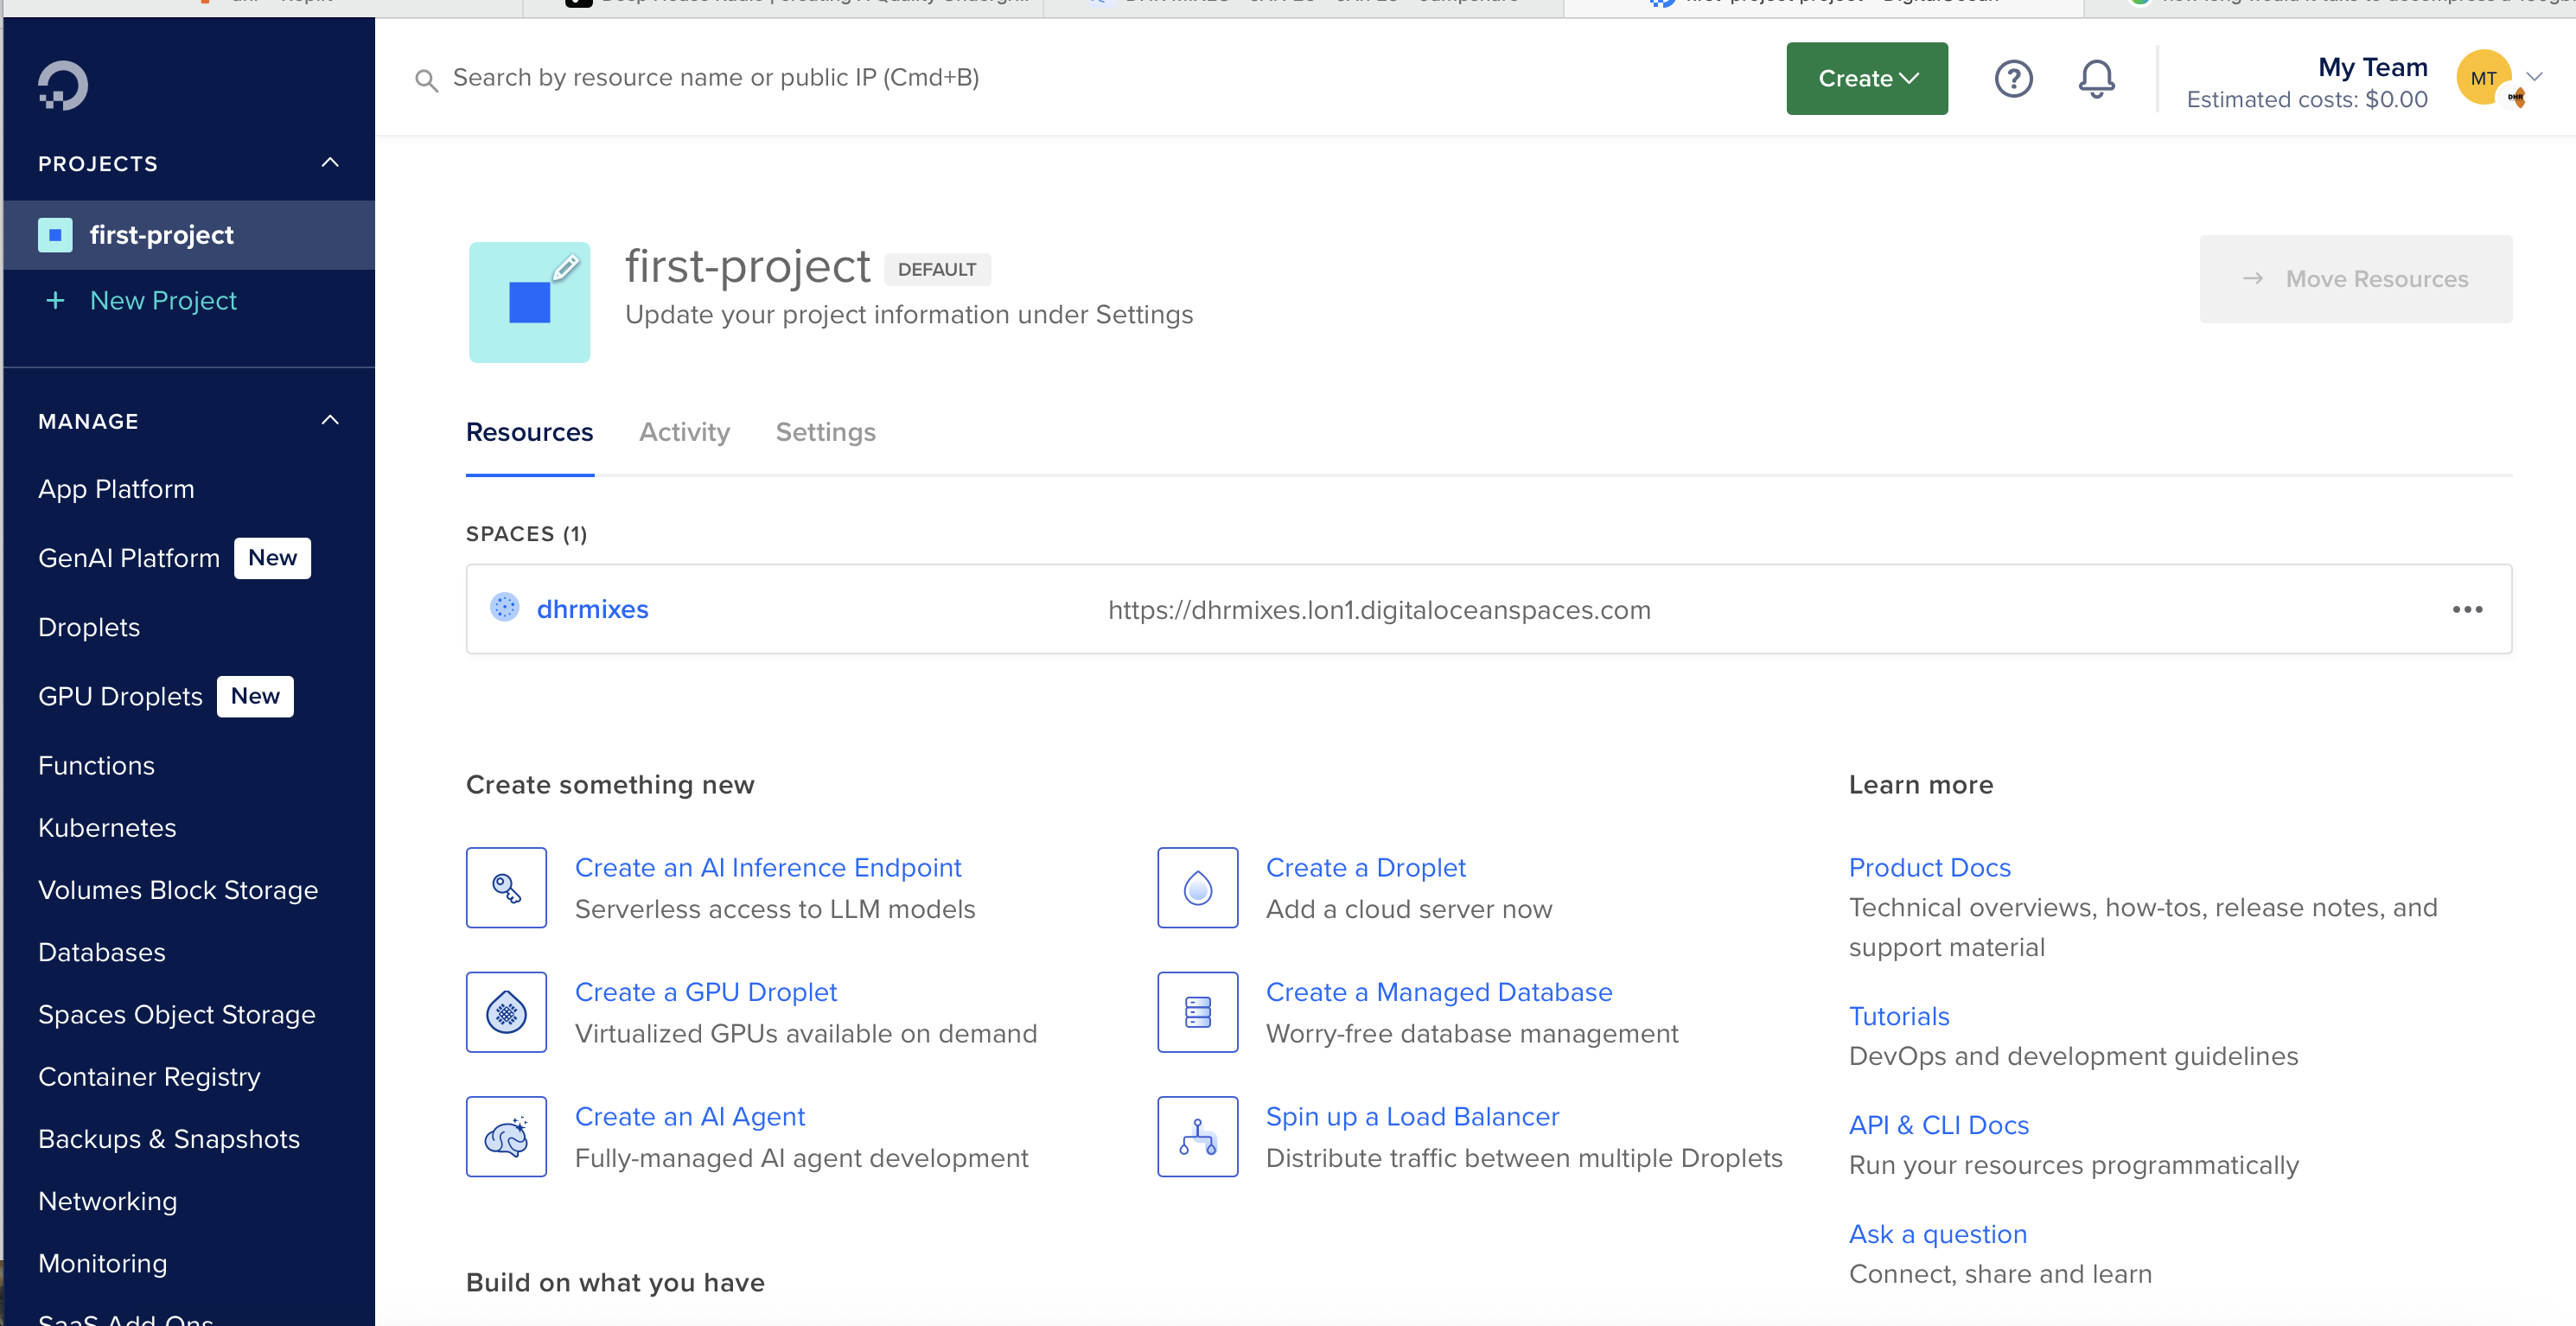 Search by resource name or public IP (Cmd+B)
Create
My Team
Estimated costs: $0.00
MT
DHR
PROJECTS
first-project
+ New Project
MANAGE
App Platform
GenAI Platform New
Droplets
GPU Droplets New
Functions
Kubernetes
Volumes Block Storage
Databases
Spaces Object Storage
Container Registry
Backups & Snapshots
Networking
Monitoring
SaaS Add-Ons
first-project DEFAULT
Update your project information under Settings
→ Move Resources
Resources
Activity
Settings
SPACES (1)
dhrmixes
https://dhrmixes.lon1.digitaloceanspaces.com
Create something new
Create an AI Inference Endpoint
Serverless access to LLM models
Create a Droplet
Add a cloud server now
Create a GPU Droplet
Virtualized GPUs available on demand
Create a Managed Database
Worry-free database management
Create an AI Agent
Fully-managed AI agent development
Spin up a Load Balancer
Distribute traffic between multiple Droplets
Build on what you have
Learn more
Product Docs
Technical overviews, how-tos, release notes, and
support material
Tutorials
DevOps and development guidelines
API & CLI Docs
Run your resources programmatically
Ask a question
Connect, share and learn